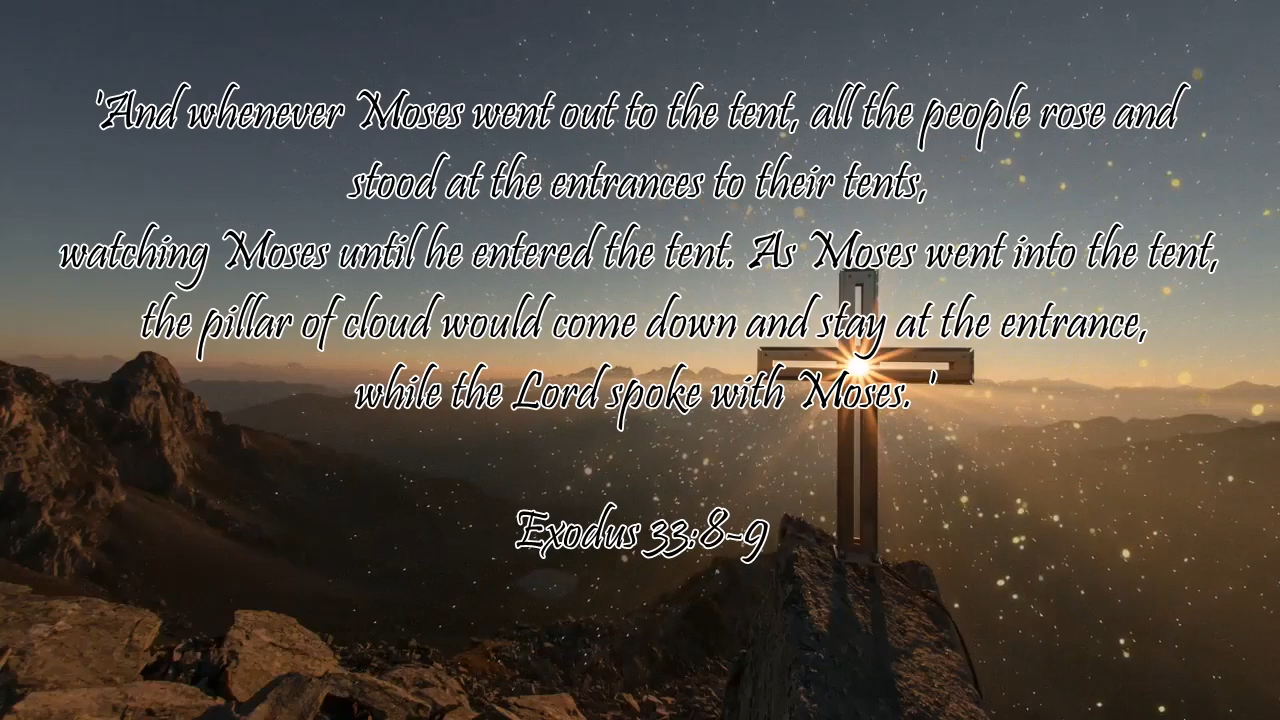 'And whenever Moses went out to the tent, all the people rose and
stood at the entrances to their tents,
watching Moses until he entered the tent. As Moses went into the tent,
the pillar of cloud would come down and stay at the entrance,
while the Lord spoke with Moses. '
Exodus 33:8-9